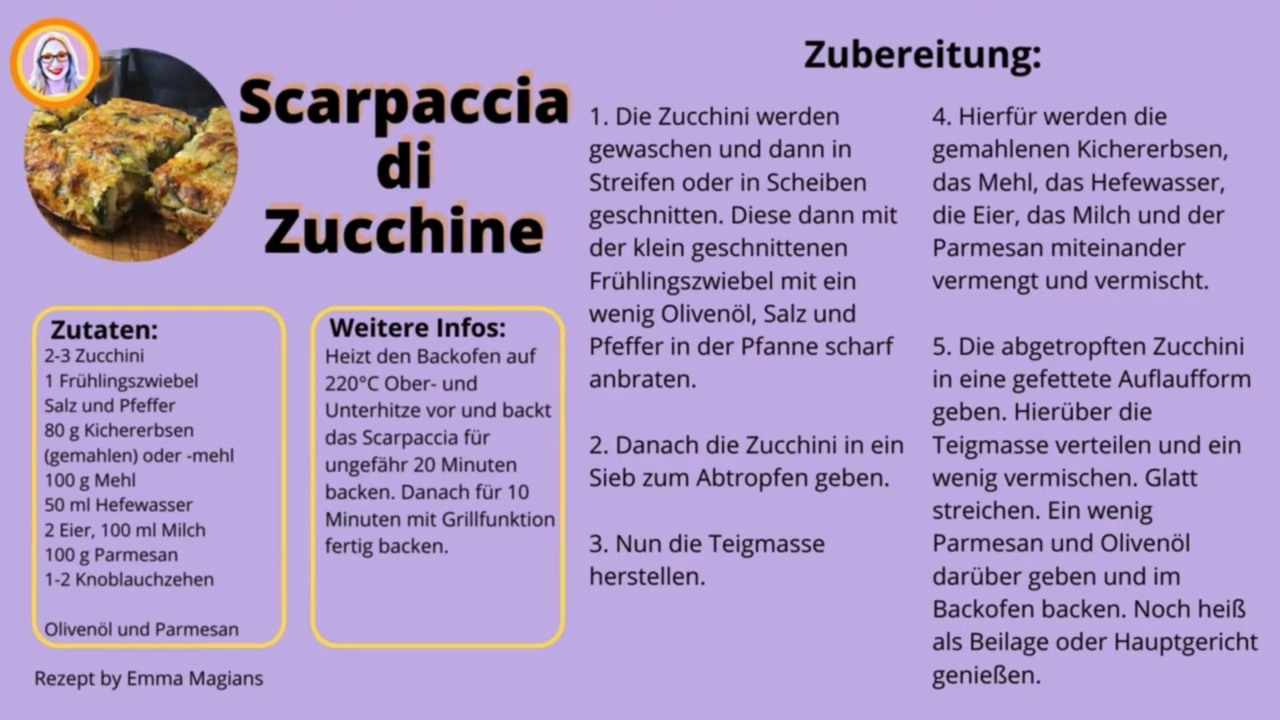 Scarpaccia
di
Zucchine
Zutaten:
2-3 Zucchini
1 Frühlingszwiebel
Salz und Pfeffer
80 g Kichererbsen
(gemahlen) oder -mehl
100 g Mehl
50 ml Hefewasser
2 Eier, 100 ml Milch
100 g Parmesan
1-2 Knoblauchzehen
Olivenöl und Parmesan
Weitere Infos:
Heizt den Backofen auf
220°C Ober- und
Unterhitze vor und backt
das Scarpaccia für
ungefähr 20 Minuten
backen. Danach für 10
Minuten mit Grillfunktion
fertig backen.
Rezept by Emma Magians
Zubereitung:
1. Die Zucchini werden
gewaschen und dann in
Streifen oder in Scheiben
geschnitten. Diese dann mit
der klein geschnittenen
Frühlingszwiebel mit ein
wenig Olivenöl, Salz und
Pfeffer in der Pfanne scharf
anbraten.
2. Danach die Zucchini in ein
Sieb zum Abtropfen geben.
3. Nun die Teigmasse
herstellen.
4. Hierfür werden die
gemahlenen Kichererbsen,
das Mehl, das Hefewasser,
die Eier, das Milch und der
Parmesan miteinander
vermengt und vermischt.
5. Die abgetropften Zucchini
in eine gefettete Auflaufform
geben. Hierüber die
Teigmasse verteilen und ein
wenig vermischen. Glatt
streichen. Ein wenig
Parmesan und Olivenöl
darüber geben und im
Backofen backen. Noch heiß
als Beilage oder Hauptgericht
genießen.